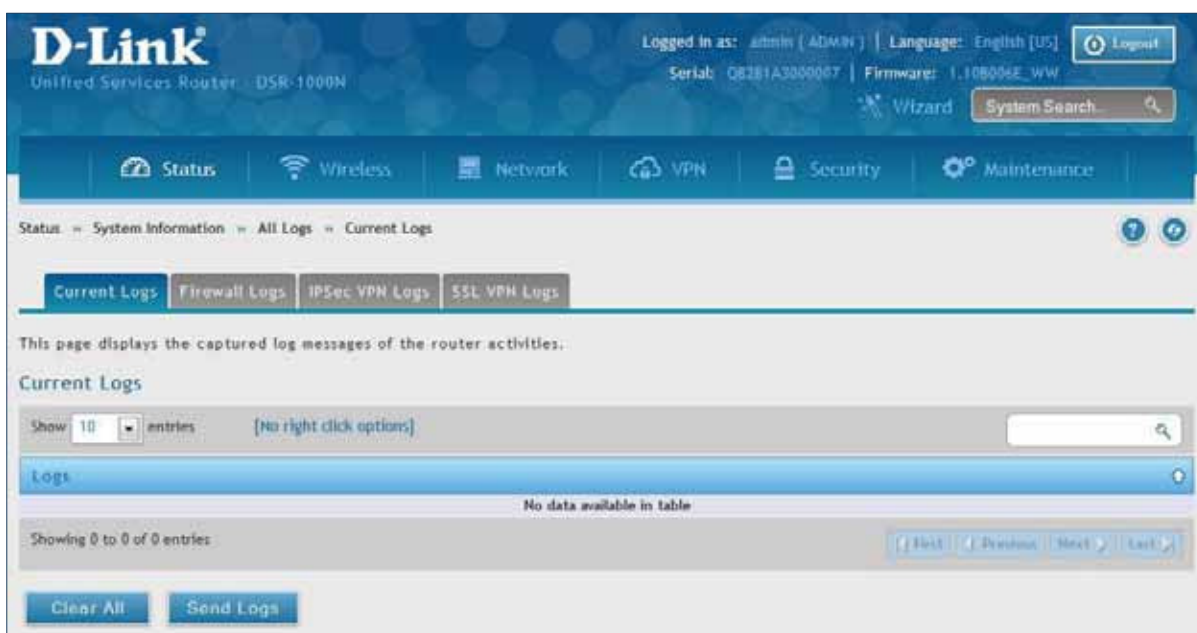 D-Link
Logged in as: admin ( ADMIN ) | Language: English [US]
Logout
Unified Services Router - DSR-1000N
Serial: | Firmware: 1.10B006E_WW
Wizard
System Search...
Status
Wireless
Network
VPN
Security
Maintenance
Status » System Information » All Logs » Current Logs
Current Logs
Firewall Logs
IPSec VPN Logs
SSL VPN Logs
This page displays the captured log messages of the router activities.
Current Logs
Show 10 entries
[No right click options]
Logs
No data available in table
Showing 0 to 0 of 0 entries
First
Previous
Next
Last
Clear All
Send Logs